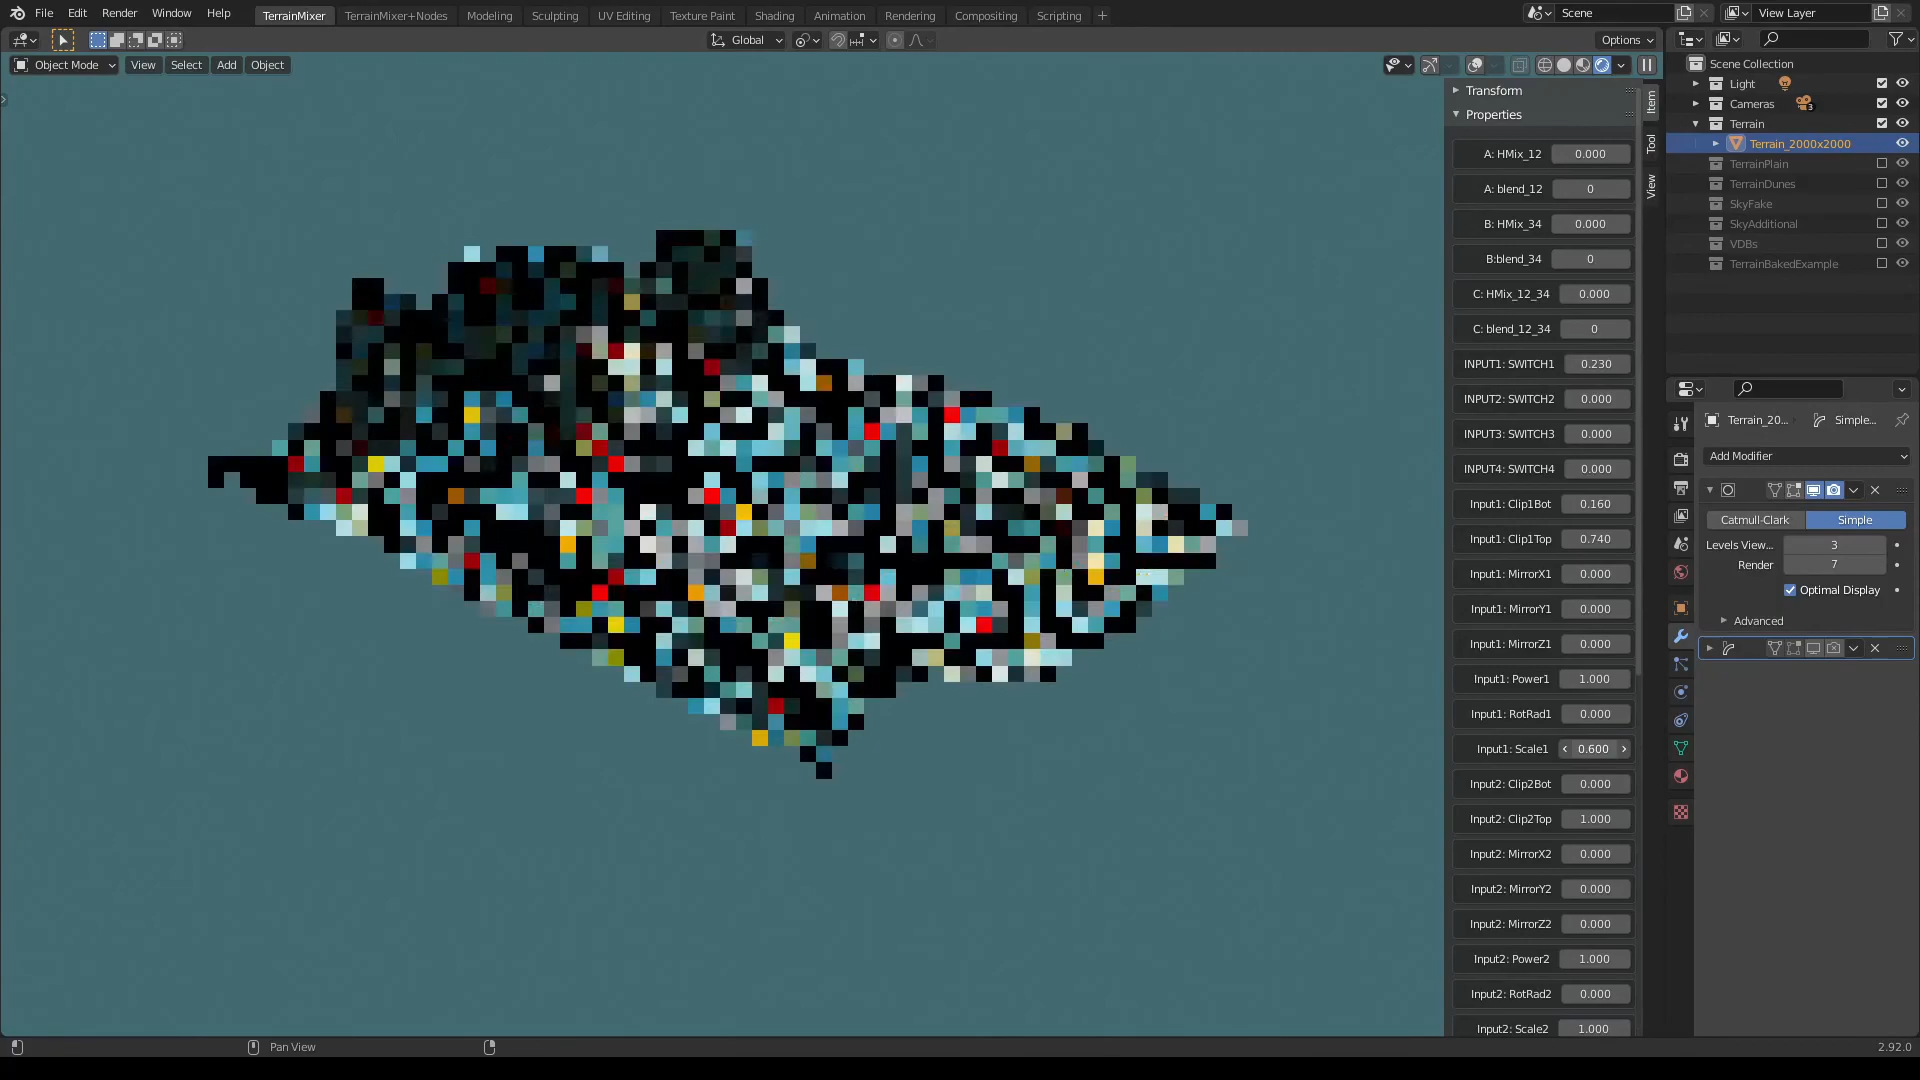 File Edit Render Window Help TerrainMixer TerrainMixer+Nodes Modeling Sculpting UV Editing Texture Paint Shading Animation Rendering Compositing Scripting + Scene View Layer
Global Options
Object Mode View Select Add Object
Transform
Properties
A: HMix_12 0.000
A: blend_12 0
B: HMix_34 0.000
B:blend_34 0
C: HMix_12_34 0.000
C: blend_12_34 0
INPUT1: SWITCH1 0.230
INPUT2: SWITCH2 0.000
INPUT3: SWITCH3 0.000
INPUT4: SWITCH4 0.000
Input1: Clip1Bot 0.160
Input1: Clip1Top 0.740
Input1: MirrorX1 0.000
Input1: MirrorY1 0.000
Input1: MirrorZ1 0.000
Input1: Power1 1.000
Input1: RotRad1 0.000
Input1: Scale1 0.600
Input2: Clip2Bot 0.000
Input2: Clip2Top 1.000
Input2: MirrorX2 0.000
Input2: MirrorY2 0.000
Input2: MirrorZ2 0.000
Input2: Power2 1.000
Input2: RotRad2 0.000
Input2: Scale2 1.000
Item
Tool
View
Scene Collection
Light
Cameras 3
Terrain
Terrain_2000x2000
TerrainPlain
TerrainDunes
SkyFake
SkyAdditional
VDBs
TerrainBakedExample
Terrain_20... Simple...
Add Modifier
Catmull-Clark Simple
Levels View... 3
Render 7
Optimal Display
Advanced
Pan View 2.92.0